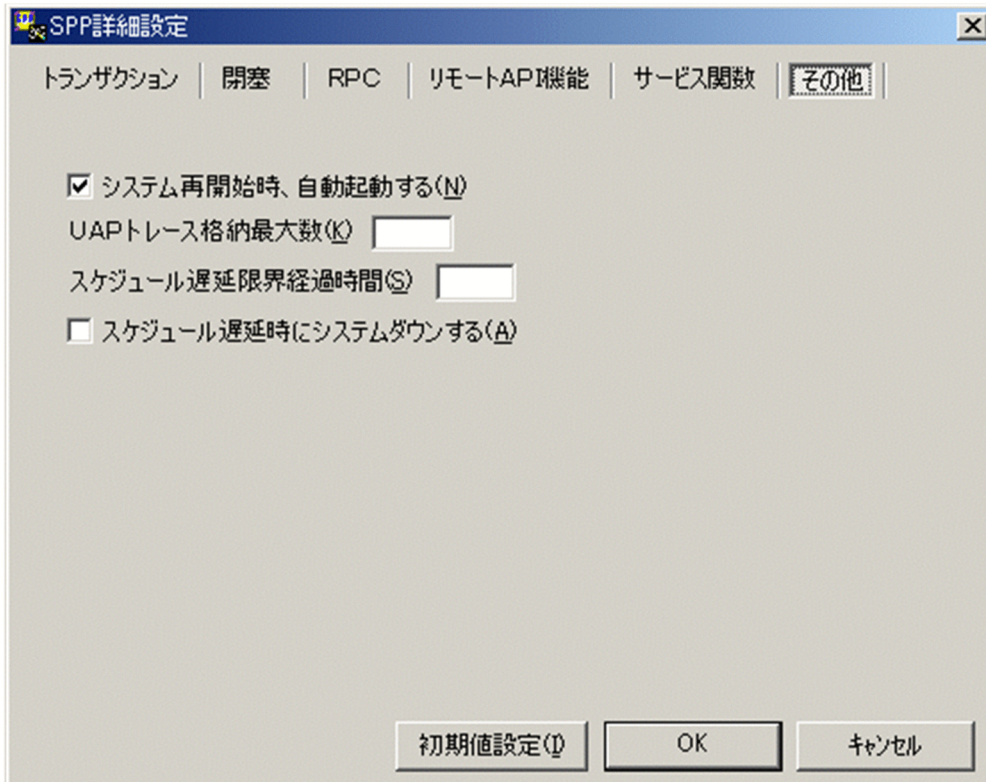 SPP詳細設定
トランザクション 閉塞 RPC リモートAPI機能 サービス関数 その他
システム再開始時、自動起動する(N)
UAPトレース格納最大数(K)
スケジュール遅延限界経過時間(S)
スケジュール遅延時にシステムダウンする(A)
初期値設定(I) OK キャンセル